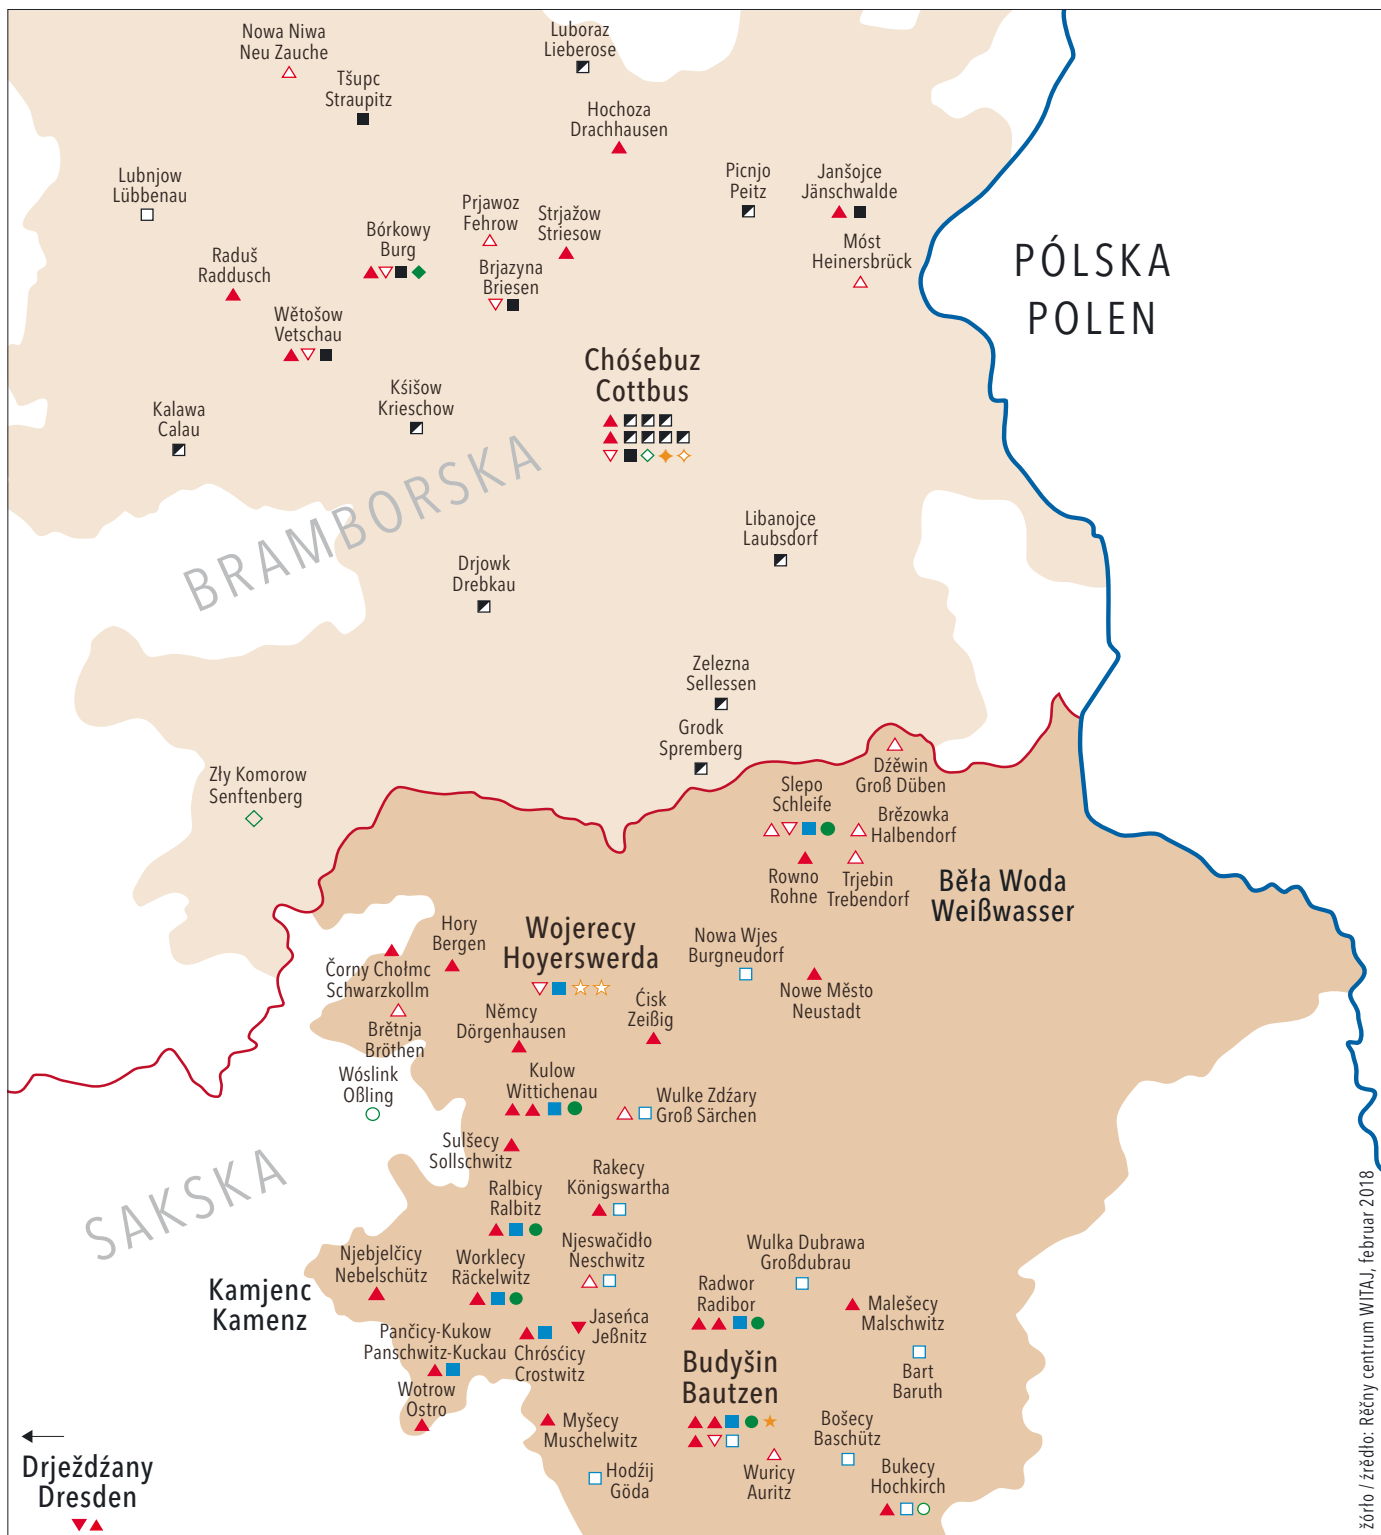 Nowa Niwa
Neu Zauche
Luboraz
Lieberose
Tšupc
Straupitz
Hochoza
Drachhausen
Lubnjow
Lübbenau
Picnjo
Peitz
Janšojce
Jänschwalde
Prjawoz
Fehrow
Strjažow
Striesow
Bórkowy
Burg
Móst
Heinersbrück
Raduš
Raddusch
Brjazyna
Briesen
PÓLSKA
POLEN
Wětošow
Vetschau
Chóśebuz
Cottbus
Kśišow
Krieschow
Kalawa
Calau
BRAMBORSKA
Libanojce
Laubsdorf
Drjowk
Drebkau
Zelezna
Sellessen
Grodk
Spremberg
Zły Komorow
Senftenberg
Dźěwin
Groß Düben
Slepo
Schleife
Brězowka
Halbendorf
Rowno
Rohne
Trjebin
Trebendorf
Běła Woda
Weißwasser
Hory
Bergen
Wojerecy
Hoyerswerda
Nowa Wjes
Burgneudorf
Čorny Chołmc
Schwarzkollm
Nowe Město
Neustadt
Ćisk
Zeißig
Němcy
Dörgenhausen
Brětnja
Bröthen
Wóslink
Oßling
Kulow
Wittichenau
Wulke Zdźary
Groß Särchen
Sulšecy
Sollschwitz
SAKSKA
Rakecy
Königswartha
Ralbicy
Ralbitz
Njebjelčicy
Nebelschütz
Worklecy
Räckelwitz
Njeswačidło
Neschwitz
Wulka Dubrawa
Großdubrau
Kamjenc
Kamenz
Radwor
Radibor
Malešecy
Malschwitz
Jaseńca
Jeßnitz
Pančicy-Kukow
Panschwitz-Kuckau
Chrósćicy
Crostwitz
Budyšin
Bautzen
Bart
Baruth
Wotrow
Ostro
Myšecy
Muschelwitz
Bošecy
Baschütz
Hodźij
Göda
Wuricy
Auritz
Bukecy
Hochkirch
Drježdźany
Dresden
žórło / žrědło: Rěčny centrum WITAJ, februar 2018